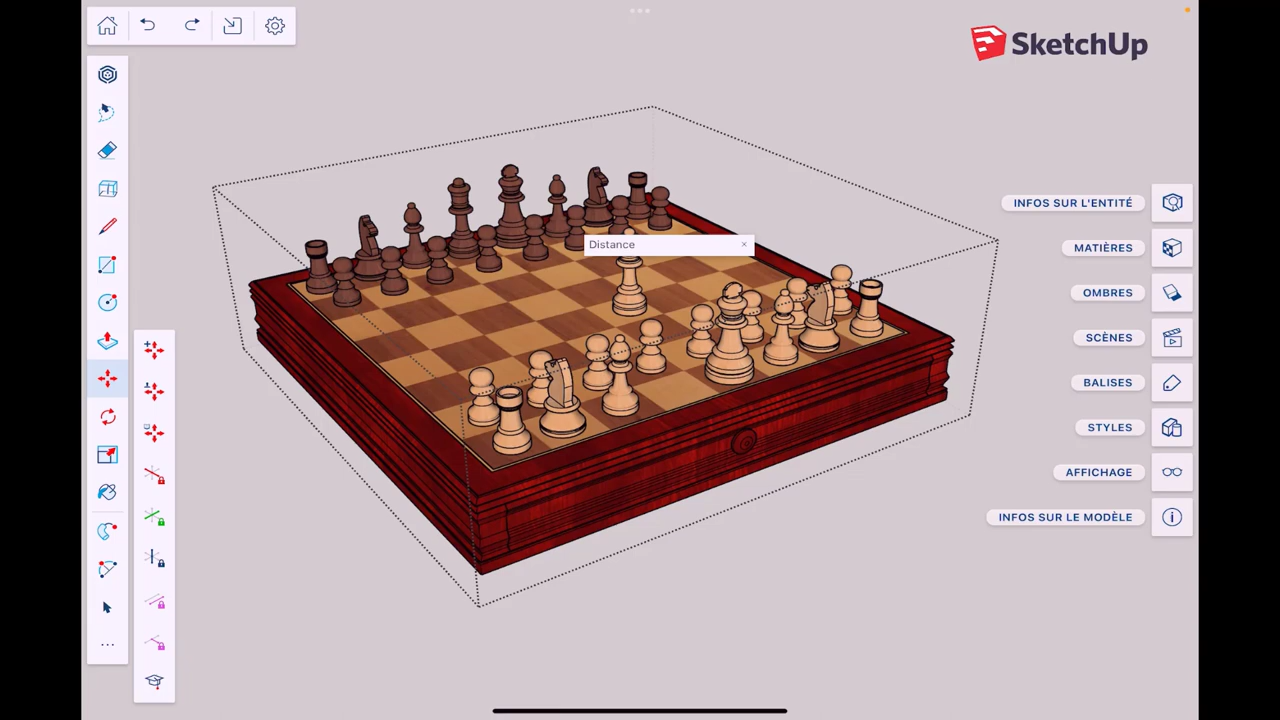 SketchUp
INFOS SUR L'ENTITÉ
Distance
MATIÈRES
OMBRES
SCÈNES
BALISES
STYLES
AFFICHAGE
INFOS SUR LE MODÈLE